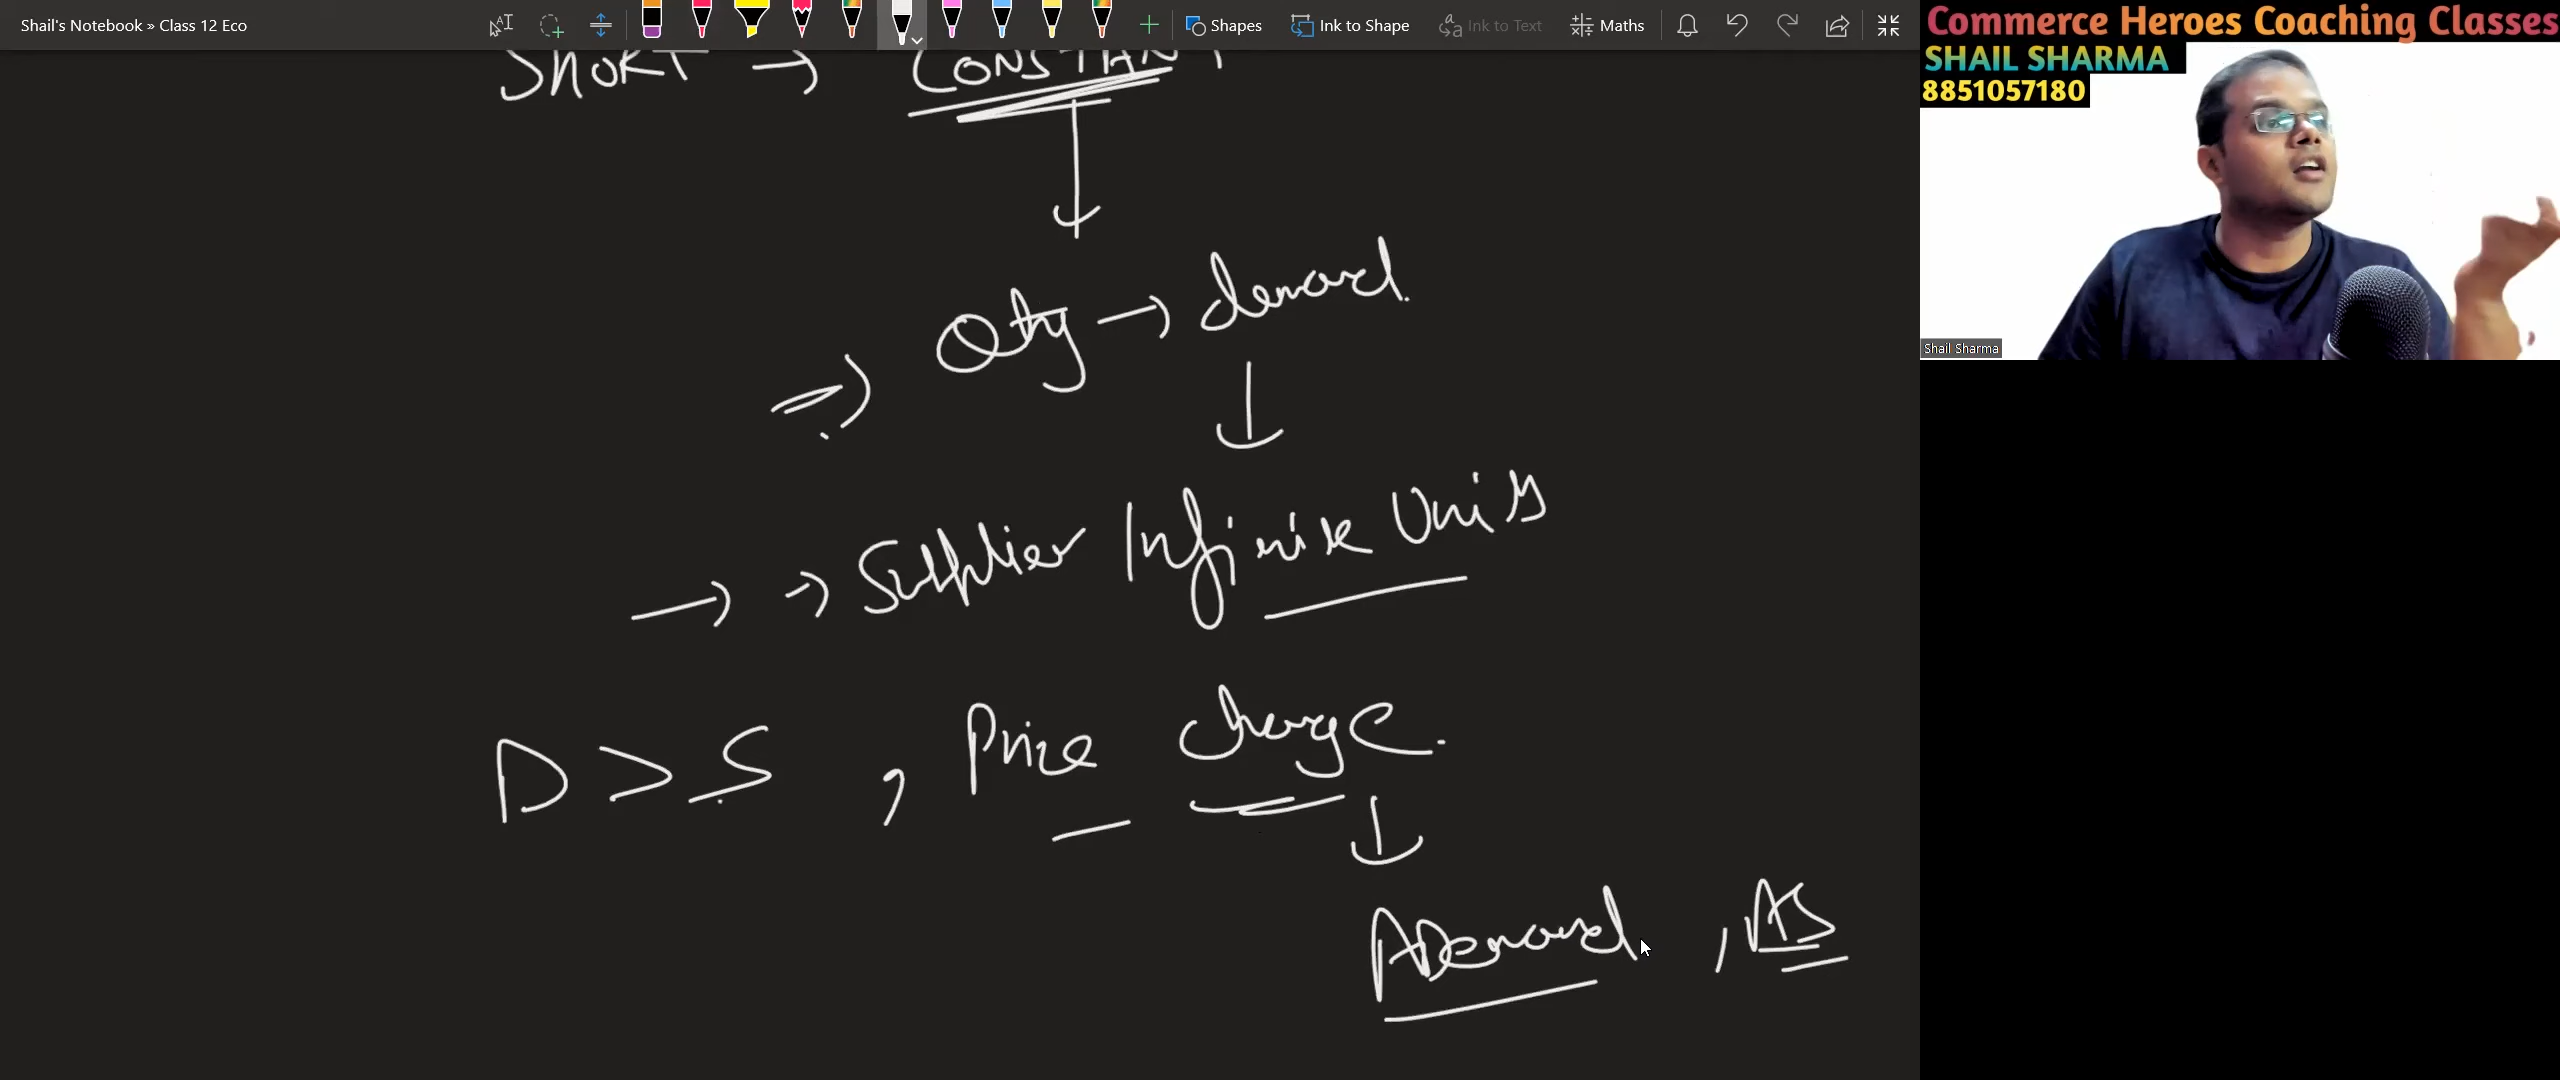 Shail's Notebook » Class 12 Eco
Shapes
Ink to Shape
Ink to Text
Maths
Commerce Heroes Coaching Classes
SHAIL SHARMA
8851057180
Shail Sharma
SHORT → CONSTANT
Qty → demand.
→ → Supplier Infinite Units
D > S , Price change.
ADemand , AS